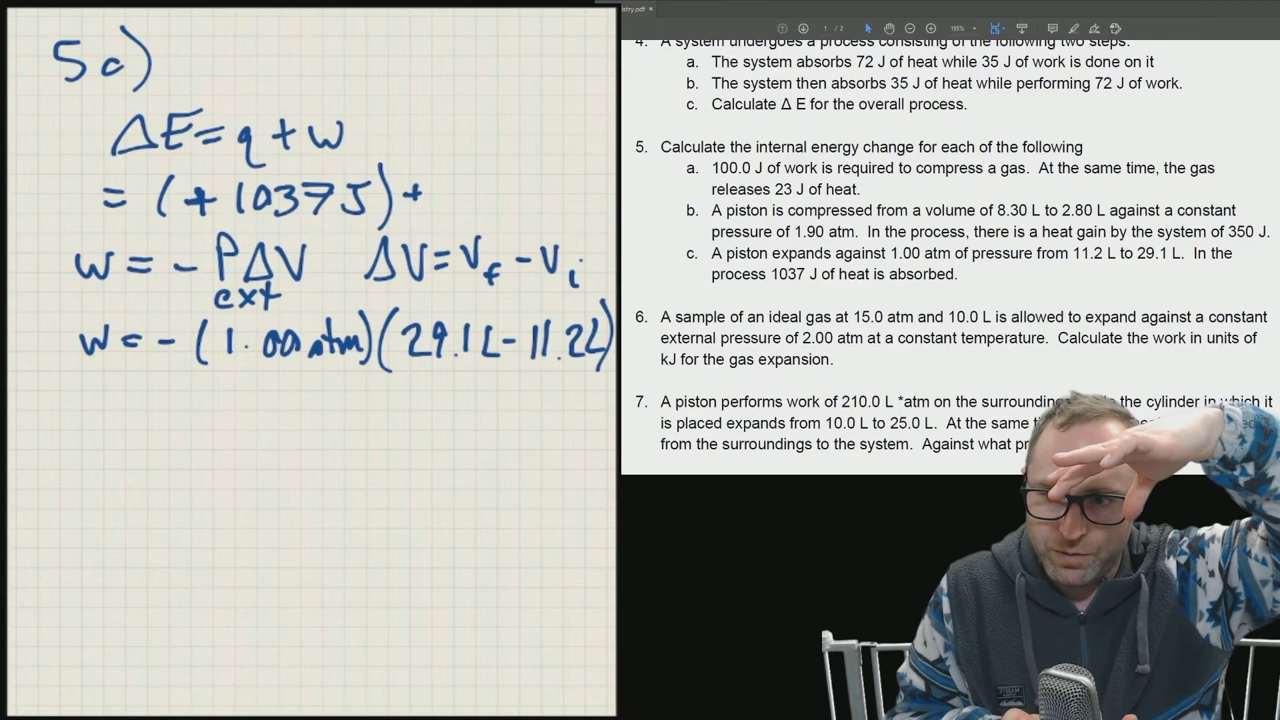 5c)
ΔE = q + w
= (+1037J) +
w = - P ext ΔV ΔV = Vf - Vi
w = - (1.00 atm)(29.1L - 11.2L)
stry.pdf ×
1 / 2 195%
4. A system undergoes a process consisting of the following two steps.
a. The system absorbs 72 J of heat while 35 J of work is done on it
b. The system then absorbs 35 J of heat while performing 72 J of work.
c. Calculate Δ E for the overall process.
5. Calculate the internal energy change for each of the following
a. 100.0 J of work is required to compress a gas. At the same time, the gas
releases 23 J of heat.
b. A piston is compressed from a volume of 8.30 L to 2.80 L against a constant
pressure of 1.90 atm. In the process, there is a heat gain by the system of 350 J.
c. A piston expands against 1.00 atm of pressure from 11.2 L to 29.1 L. In the
process 1037 J of heat is absorbed.
6. A sample of an ideal gas at 15.0 atm and 10.0 L is allowed to expand against a constant
external pressure of 2.00 atm at a constant temperature. Calculate the work in units of
kJ for the gas expansion.
7. A piston performs work of 210.0 L *atm on the surrounding the cylinder in which it
is placed expands from 10.0 L to 25.0 L. At the same
from the surroundings to the system. Against what